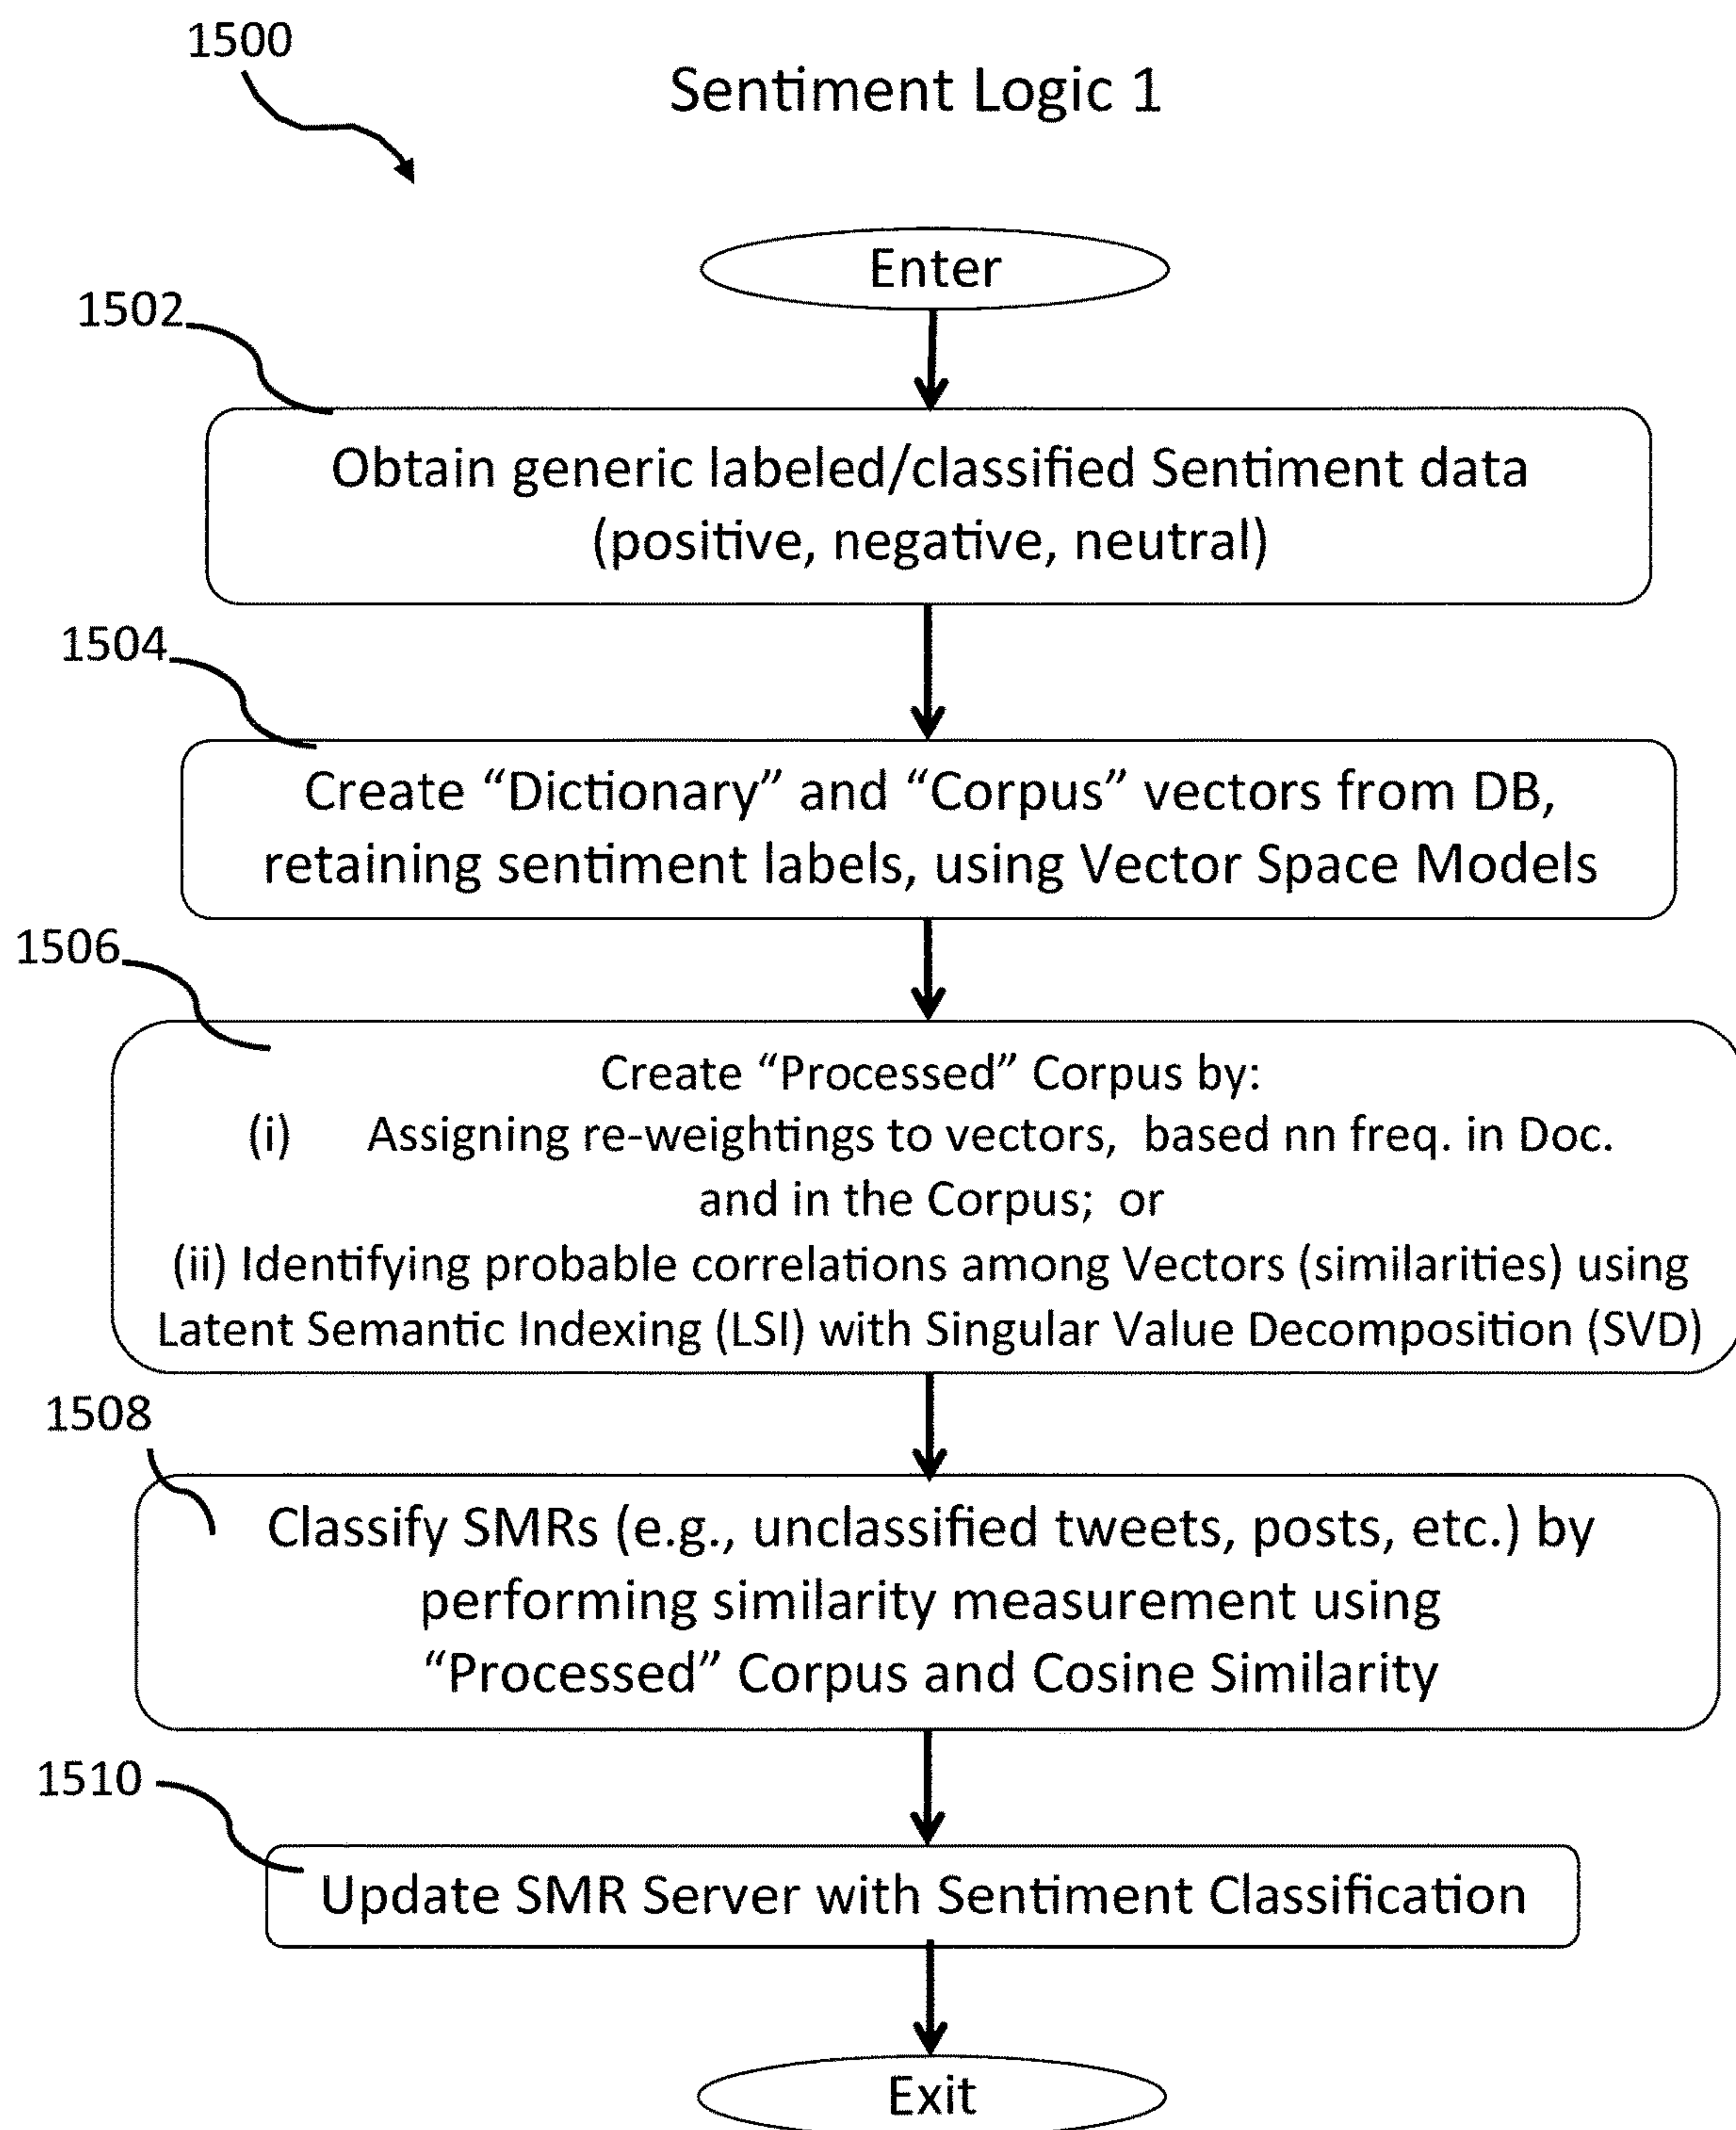 1500
Sentiment Logic 1
Enter
1502
Obtain generic labeled/classified Sentiment data
(positive, negative, neutral)
1504
Create “Dictionary” and “Corpus” vectors from DB,
retaining sentiment labels, using Vector Space Models
1506
Create “Processed” Corpus by:
(i) Assigning re-weightings to vectors, based nn freq. in Doc.
and in the Corpus; or
(ii) Identifying probable correlations among Vectors (similarities) using
Latent Semantic Indexing (LSI) with Singular Value Decomposition (SVD)
1508
Classify SMRs (e.g., unclassified tweets, posts, etc.) by
performing similarity measurement using
“Processed” Corpus and Cosine Similarity
1510
Update SMR Server with Sentiment Classification
Exit